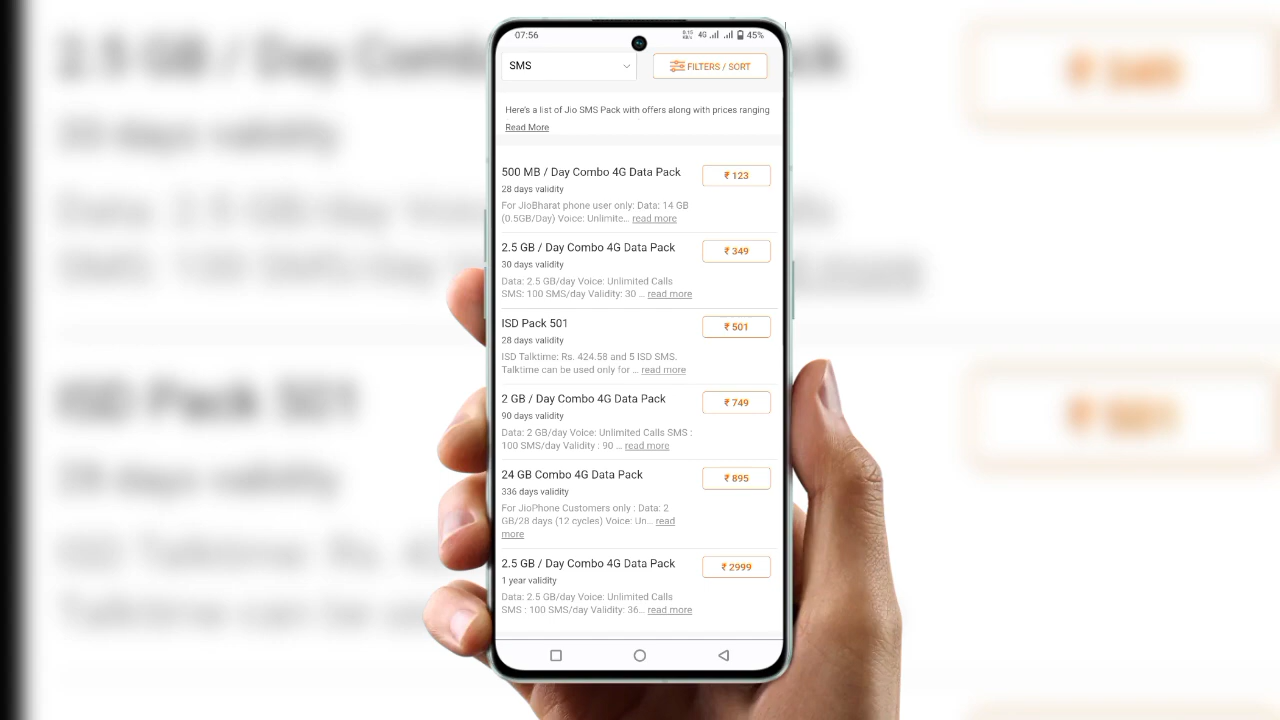 07:56
0.15 KB/s 4G 45%
SMS
FILTERS / SORT
Here's a list of Jio SMS Pack with offers along with prices ranging
Read More
500 MB / Day Combo 4G Data Pack
₹ 123
28 days validity
For JioBharat phone user only: Data: 14 GB
(0.5GB/Day) Voice: Unlimite... read more
2.5 GB / Day Combo 4G Data Pack
₹ 349
30 days validity
Data: 2.5 GB/day Voice: Unlimited Calls
SMS: 100 SMS/day Validity: 30 ... read more
ISD Pack 501
₹ 501
28 days validity
ISD Talktime: Rs. 424.58 and 5 ISD SMS.
Talktime can be used only for ... read more
2 GB / Day Combo 4G Data Pack
₹ 749
90 days validity
Data: 2 GB/day Voice: Unlimited Calls SMS :
100 SMS/day Validity : 90 ... read more
24 GB Combo 4G Data Pack
₹ 895
336 days validity
For JioPhone Customers only : Data: 2
GB/28 days (12 cycles) Voice: Un... read
more
2.5 GB / Day Combo 4G Data Pack
₹ 2999
1 year validity
Data: 2.5 GB/day Voice: Unlimited Calls
SMS : 100 SMS/day Validity: 36... read more